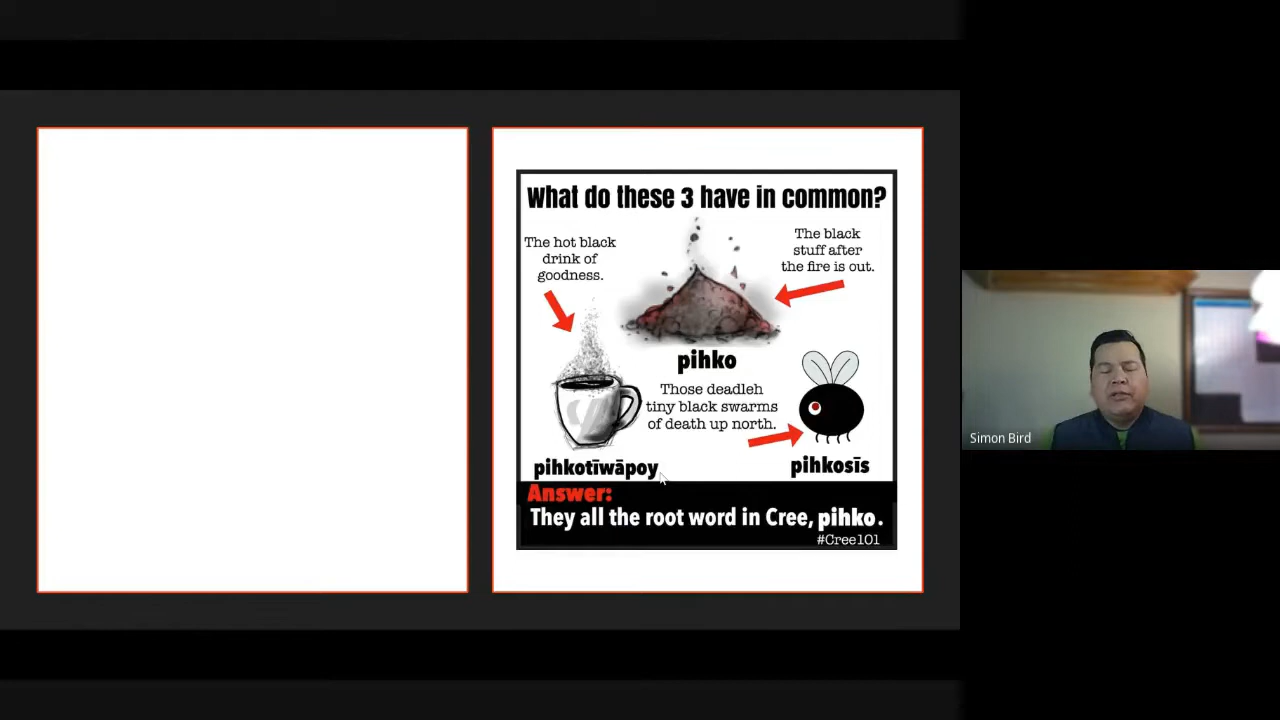 What do these 3 have in common?
The hot black
drink of
goodness.
The black
stuff after
the fire is out.
pihko
Those deadleh
tiny black swarms
of death up north.
pihkotīwāpoy
pihkosīs
Answer:
They all the root word in Cree, pihko.
#Cree101
Simon Bird